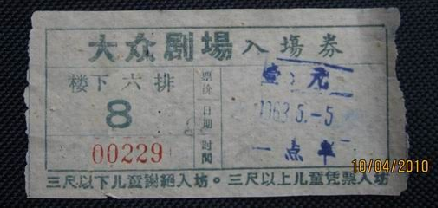 大众剧場入場券
楼下六排
8
00229
票价 日期 时间
壹:元
1963.5.-5
一点半
三尺以下儿童谢絕入場。三尺以上儿童凭票入場
10/04/2010